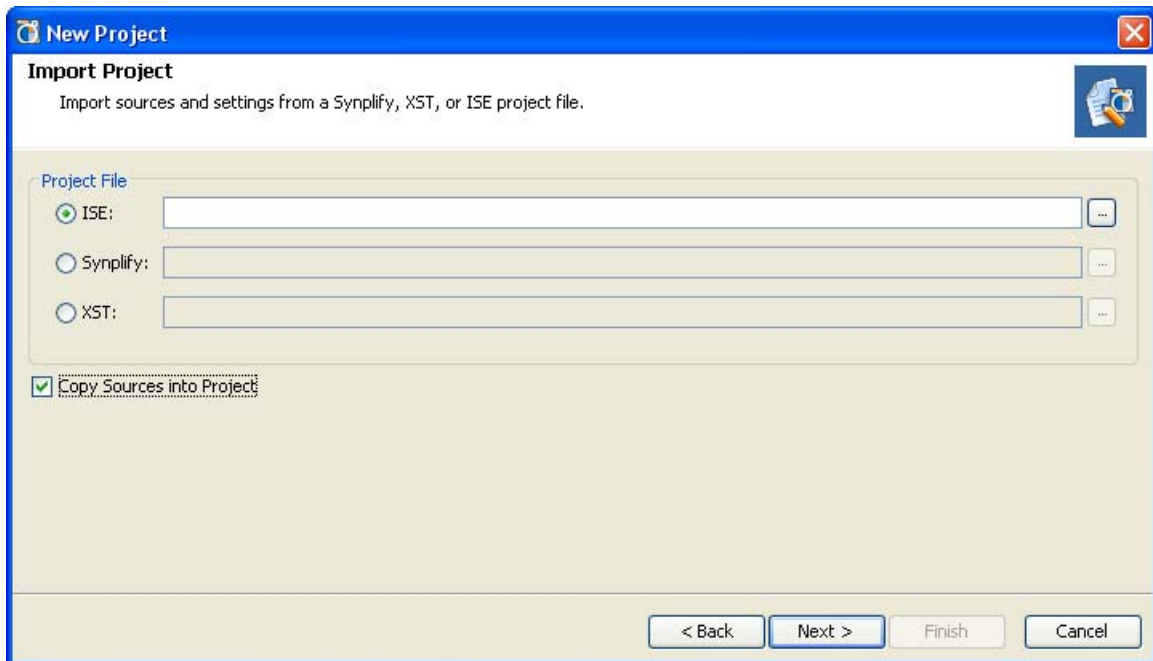 New Project
Import Project
Import sources and settings from a Synplify, XST, or ISE project file.
Project File
ISE:
...
Synplify:
...
XST:
...
Copy Sources into Project
< Back
Next >
Finish
Cancel